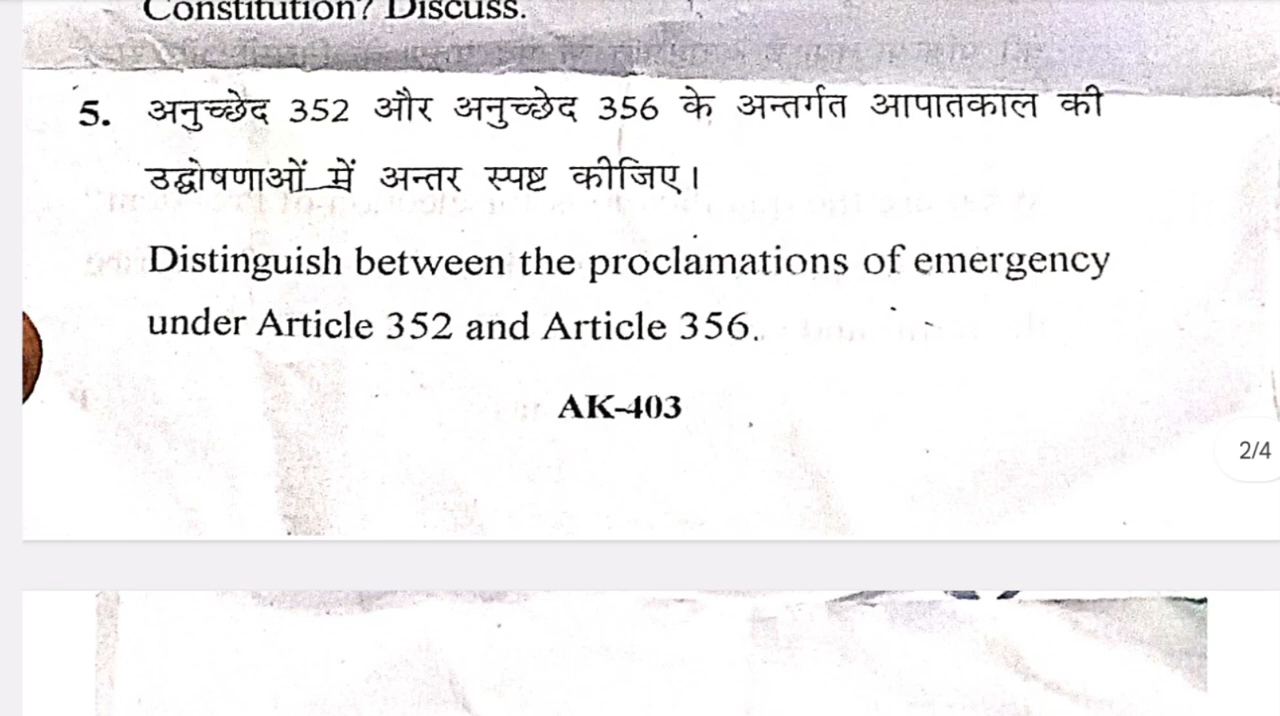 Constitution? Discuss.
5. अनुच्छेद 352 और अनुच्छेद 356 के अन्तर्गत आपातकाल की
उद्घोषणाओं में अन्तर स्पष्ट कीजिए।
Distinguish between the proclamations of emergency
under Article 352 and Article 356.
AK-403
2/4